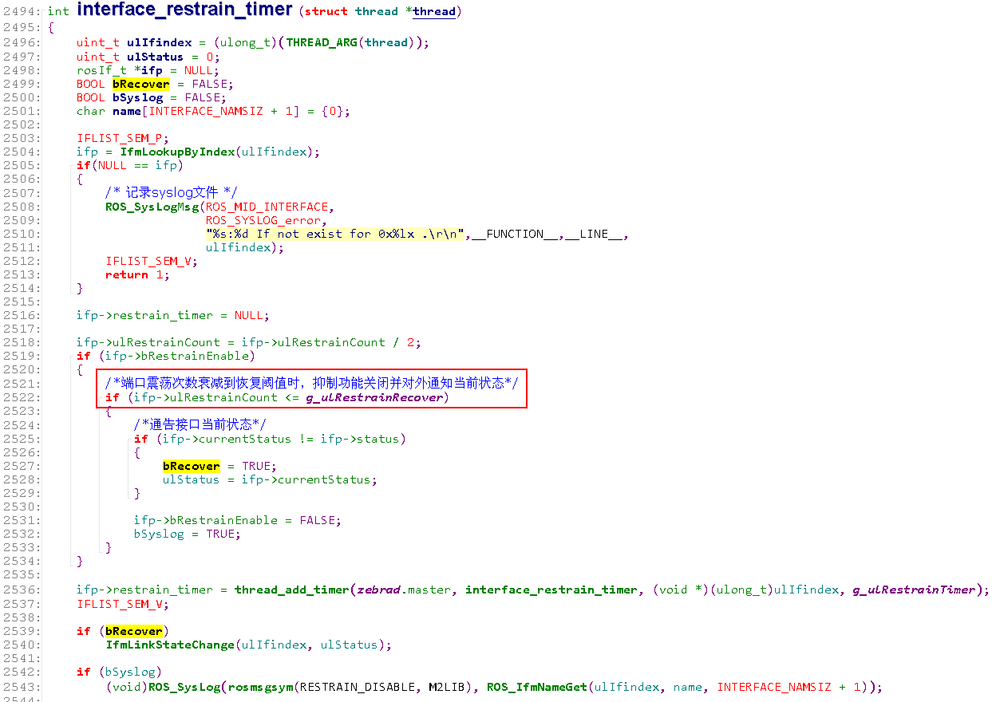 2494: int interface_restrain_timer (struct thread *thread)
2495: {
2496:     uint_t ulIfindex = (ulong_t)(THREAD_ARG(thread));
2497:     uint_t ulStatus = 0;
2498:     rosIf_t *ifp = NULL;
2499:     BOOL bRecover = FALSE;
2500:     BOOL bSyslog = FALSE;
2501:     char name[INTERFACE_NAMSIZ + 1] = {0};
2502:
2503:     IFLIST_SEM_P;
2504:     ifp = IfmLookupByIndex(ulIfindex);
2505:     if(NULL == ifp)
2506:     {
2507:         /* 记录syslog文件 */
2508:         ROS_SysLogMsg(ROS_MID_INTERFACE,
2509:                       ROS_SYSLOG_error,
2510:                       "%s:%d If not exist for 0x%lx .\r\n",__FUNCTION__,__LINE__,
2511:                       ulIfindex);
2512:         IFLIST_SEM_V;
2513:         return 1;
2514:     }
2515:
2516:     ifp->restrain_timer = NULL;
2517:
2518:     ifp->ulRestrainCount = ifp->ulRestrainCount / 2;
2519:     if (ifp->bRestrainEnable)
2520:     {
2521:         /*端口震荡次数衰减到恢复阈值时，抑制功能关闭并对外通知当前状态*/
2522:         if (ifp->ulRestrainCount <= g_ulRestrainRecover)
2523:         {
2524:             /*通告接口当前状态*/
2525:             if (ifp->currentStatus != ifp->status)
2526:             {
2527:                 bRecover = TRUE;
2528:                 ulStatus = ifp->currentStatus;
2529:             }
2530:
2531:             ifp->bRestrainEnable = FALSE;
2532:             bSyslog = TRUE;
2533:         }
2534:     }
2535:
2536:     ifp->restrain_timer = thread_add_timer(zebrad.master, interface_restrain_timer, (void *)(ulong_t)ulIfindex, g_ulRestrainTimer);
2537:     IFLIST_SEM_V;
2538:
2539:     if (bRecover)
2540:         IfmLinkStateChange(ulIfindex, ulStatus);
2541:
2542:     if (bSyslog)
2543:         (void)ROS_SysLog(rosmsgsym(RESTRAIN_DISABLE, M2LIB), ROS_IfmNameGet(ulIfindex, name, INTERFACE_NAMSIZ + 1));
2544: